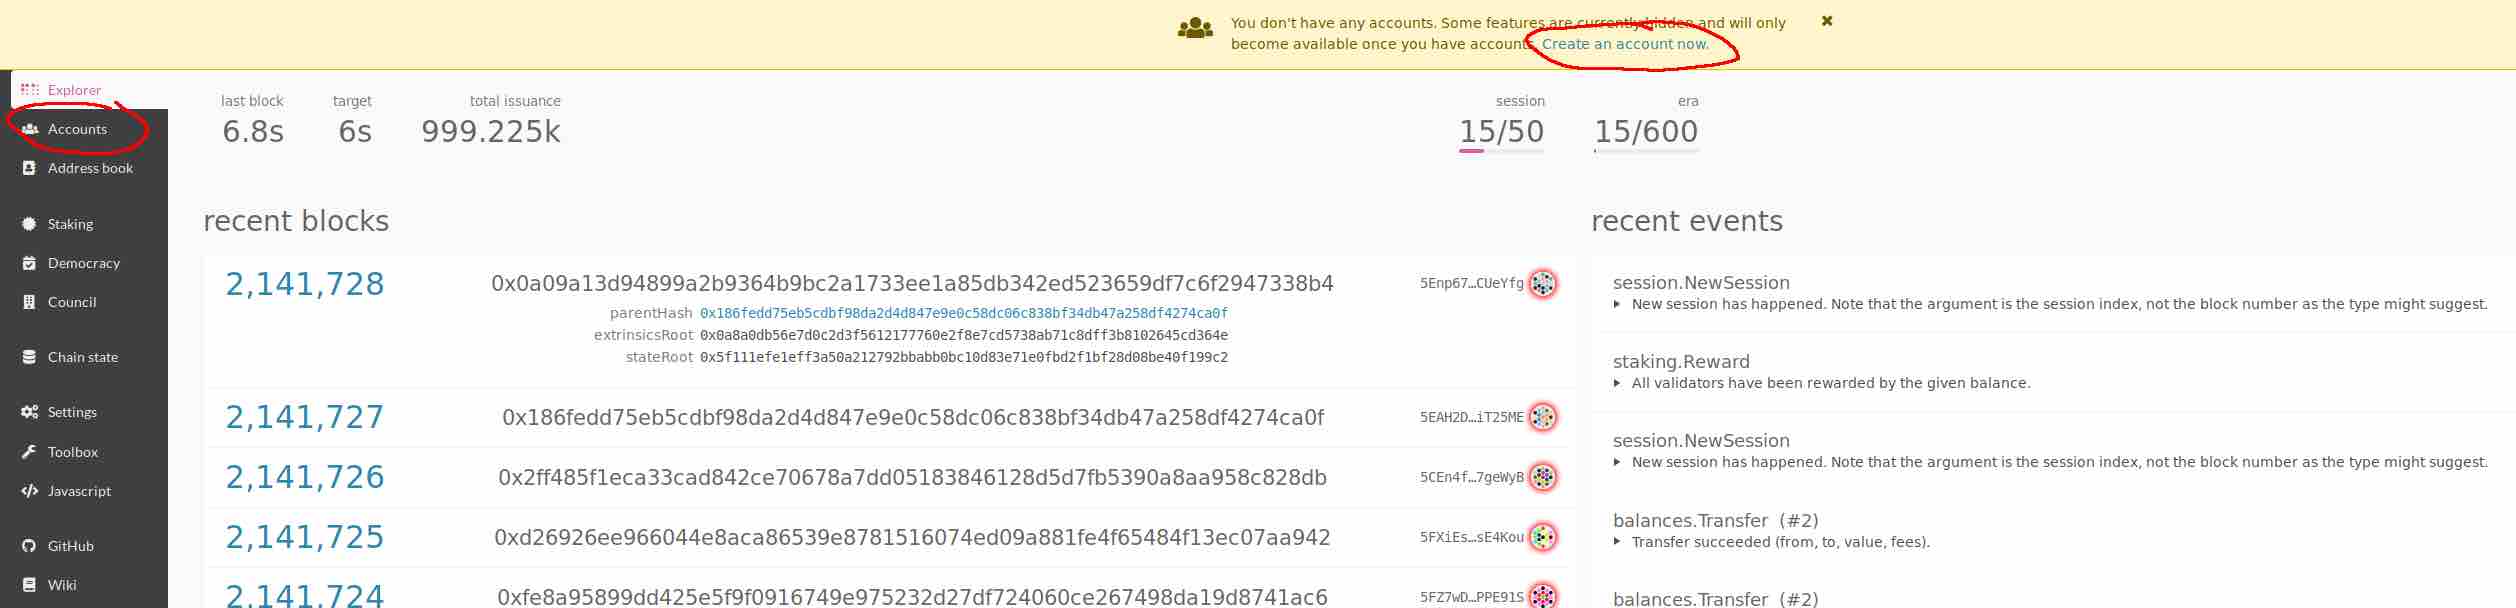 You don't have any accounts. Some features are currently hidden and will only
become available once you have accounts. Create an account now.
Explorer
Accounts
Address book
Staking
Democracy
Council
Chain state
Settings
Toolbox
Javascript
GitHub
Wiki
last block target total issuance session era
6.8s 6s 999.225k 15/50 15/600
recent blocks
2,141,728 0x0a09a13d94899a2b9364b9bc2a1733ee1a85db342ed523659df7c6f2947338b4 5Enp67…CUeYfg
parentHash 0x186fedd75eb5cdbf98da2d4d847e9e0c58dc06c838bf34db47a258df4274ca0f
extrinsicsRoot 0x0a8a0db56e7d0c2d3f5612177760e2f8e7cd5738ab71c8dff3b8102645cd364e
stateRoot 0x5f111efe1eff3a50a212792bbabb0bc10d83e71e0fbd2f1bf28d08be40f199c2
2,141,727 0x186fedd75eb5cdbf98da2d4d847e9e0c58dc06c838bf34db47a258df4274ca0f 5EAH2D…iT25ME
2,141,726 0x2ff485f1eca33cad842ce70678a7dd05183846128d5d7fb5390a8aa958c828db 5CEn4f…7geWyB
2,141,725 0xd26926ee966044e8aca86539e8781516074ed09a881fe4f65484f13ec07aa942 5FXiEs…sE4Kou
2,141,724 0xfe8a95899dd425e5f9f0916749e975232d27df724060ce267498da19d8741ac6 5FZ7wD…PPE91S
recent events
session.NewSession
New session has happened. Note that the argument is the session index, not the block number as the type might suggest.
staking.Reward
All validators have been rewarded by the given balance.
session.NewSession
New session has happened. Note that the argument is the session index, not the block number as the type might suggest.
balances.Transfer (#2)
Transfer succeeded (from, to, value, fees).
balances.Transfer (#2)